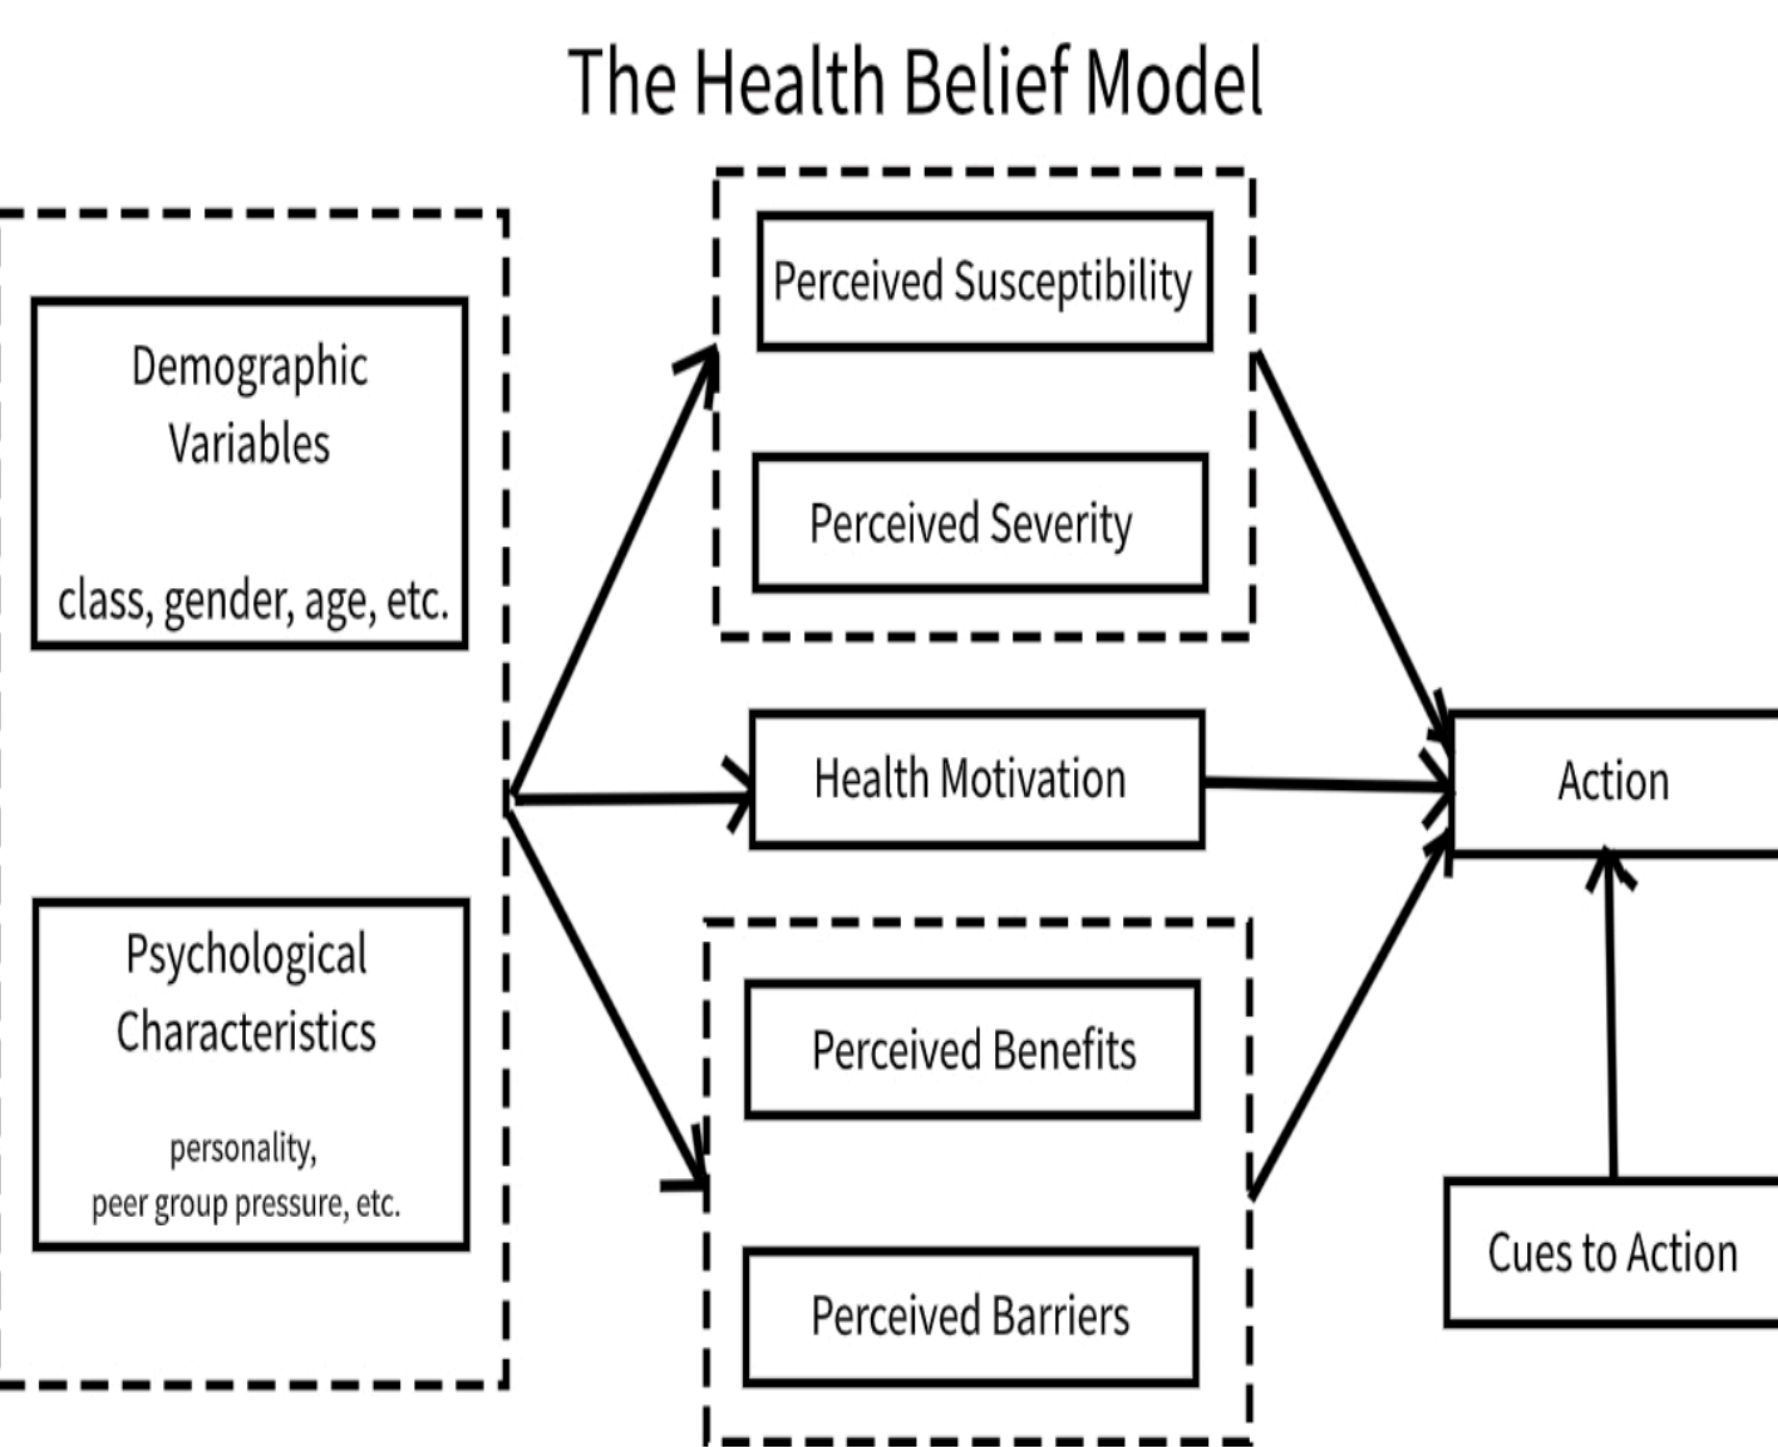 The Health Belief Model
Demographic
Variables
class, gender, age, etc.
Psychological
Characteristics
personality,
peer group pressure, etc.
Perceived Susceptibility
Perceived Severity
Health Motivation
Perceived Benefits
Perceived Barriers
Action
Cues to Action